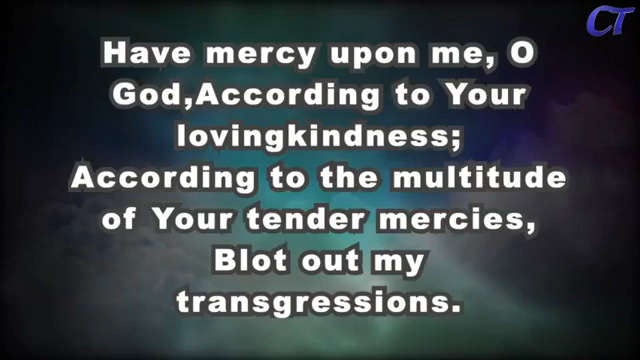 CT
Have mercy upon me, O
God,According to Your
lovingkindness;
According to the multitude
of Your tender mercies,
Blot out my
transgressions.